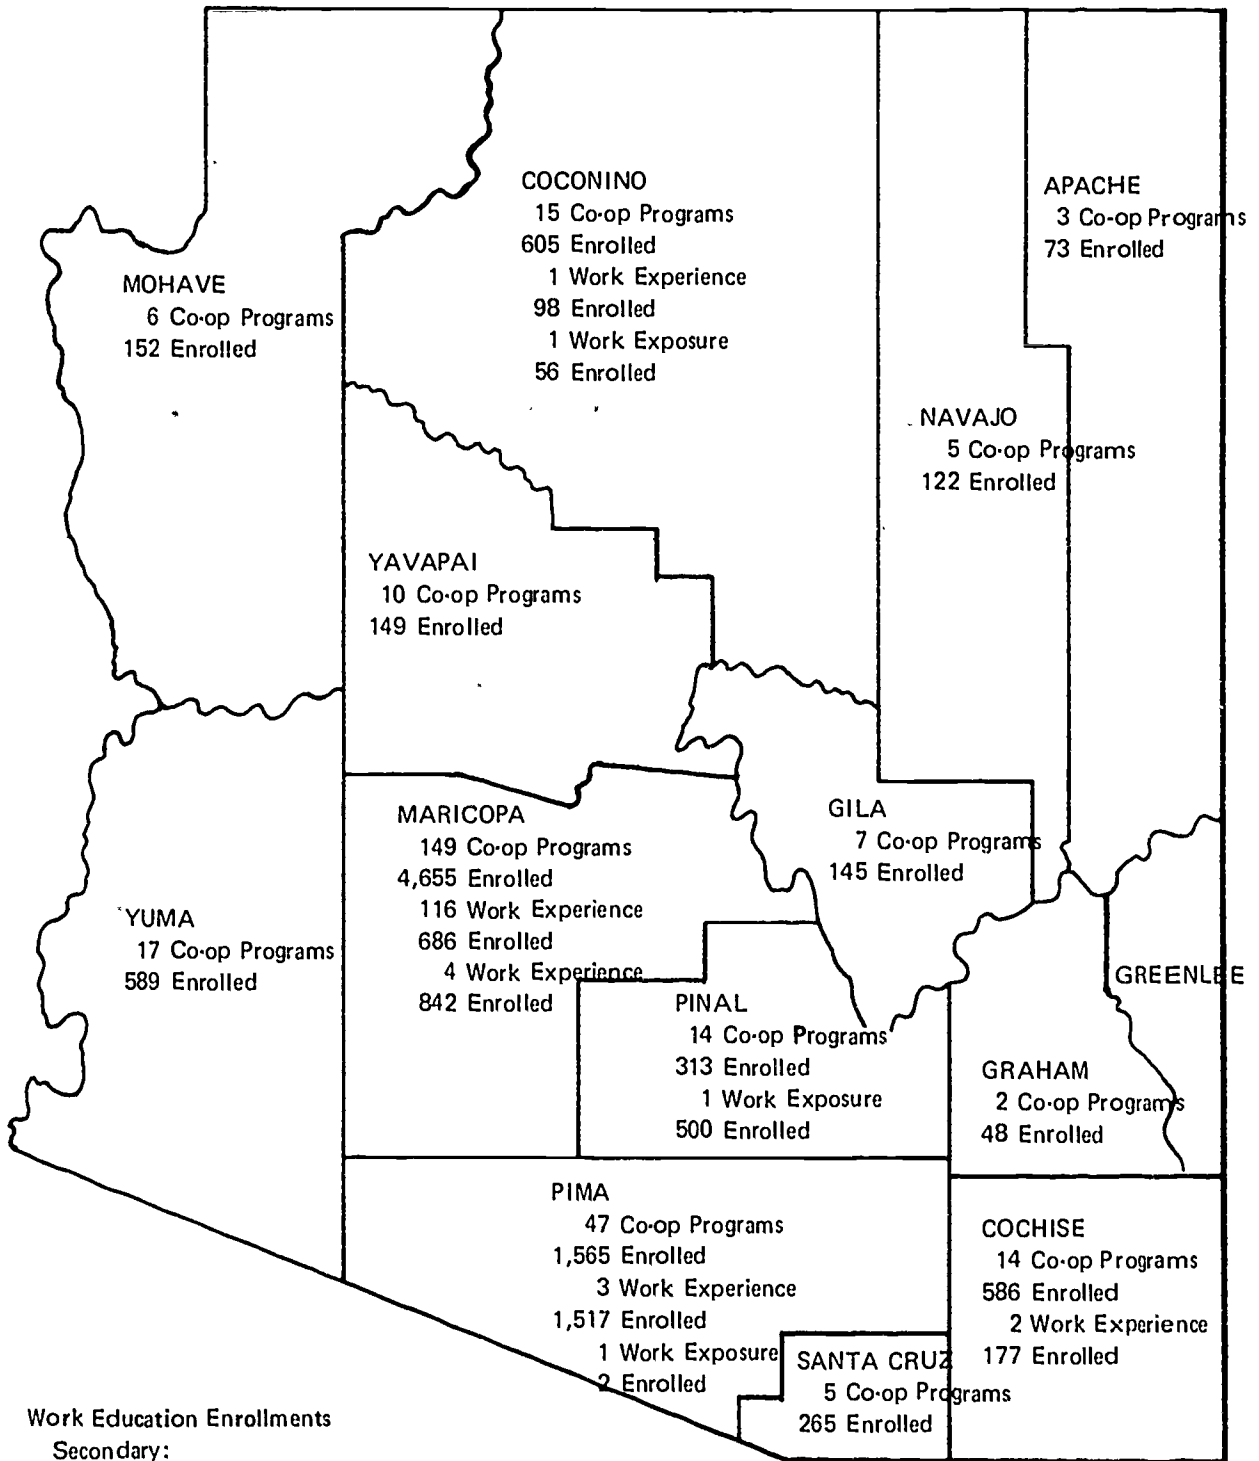 COCONINO
15 Co-op Programs
605 Enrolled
1 Work Experience
98 Enrolled
1 Work Exposure
56 Enrolled
APACHE
3 Co-op Programs
73 Enrolled
MOHAVE
6 Co-op Programs
152 Enrolled
NAVAJO
5 Co-op Programs
122 Enrolled
YAVAPAI
10 Co-op Programs
149 Enrolled
MARICOPA
149 Co-op Programs
4,655 Enrolled
116 Work Experience
686 Enrolled
4 Work Experience
842 Enrolled
GILA
7 Co-op Programs
145 Enrolled
YUMA
17 Co-op Programs
589 Enrolled
GREENLEE
PINAL
14 Co-op Programs
313 Enrolled
1 Work Exposure
500 Enrolled
GRAHAM
2 Co-op Programs
48 Enrolled
PIMA
47 Co-op Programs
1,565 Enrolled
3 Work Experience
1,517 Enrolled
1 Work Exposure
2 Enrolled
COCHISE
14 Co-op Programs
586 Enrolled
2 Work Experience
177 Enrolled
SANTA CRUZ
5 Co-op Programs
265 Enrolled
Work Education Enrollments
Secondary: